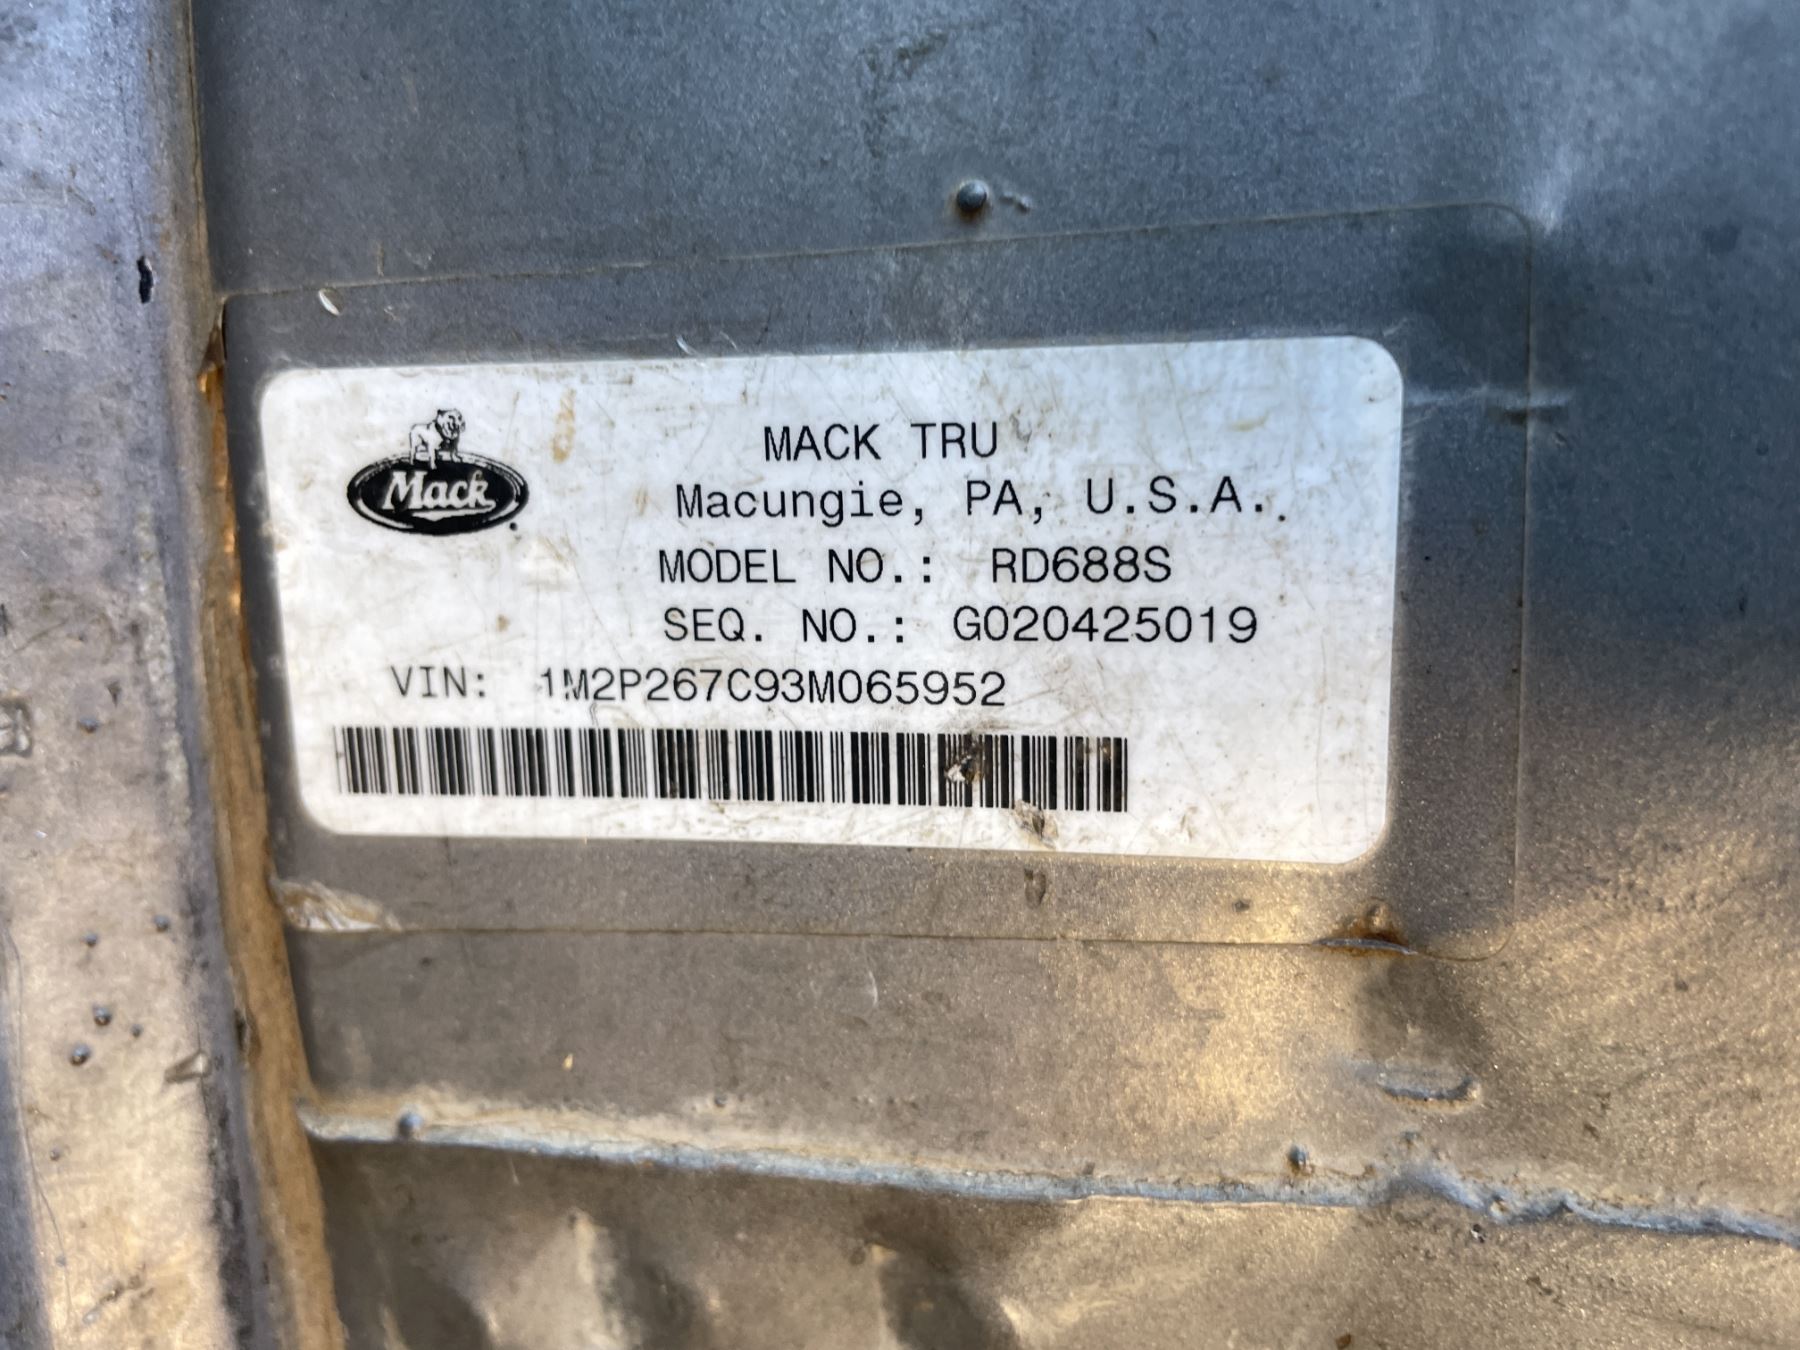 Mack
MACK TRU
Macungie, PA, U.S.A.
MODEL NO.: RD688S
SEQ. NO.: G020425019
VIN: 1M2P267C93M065952